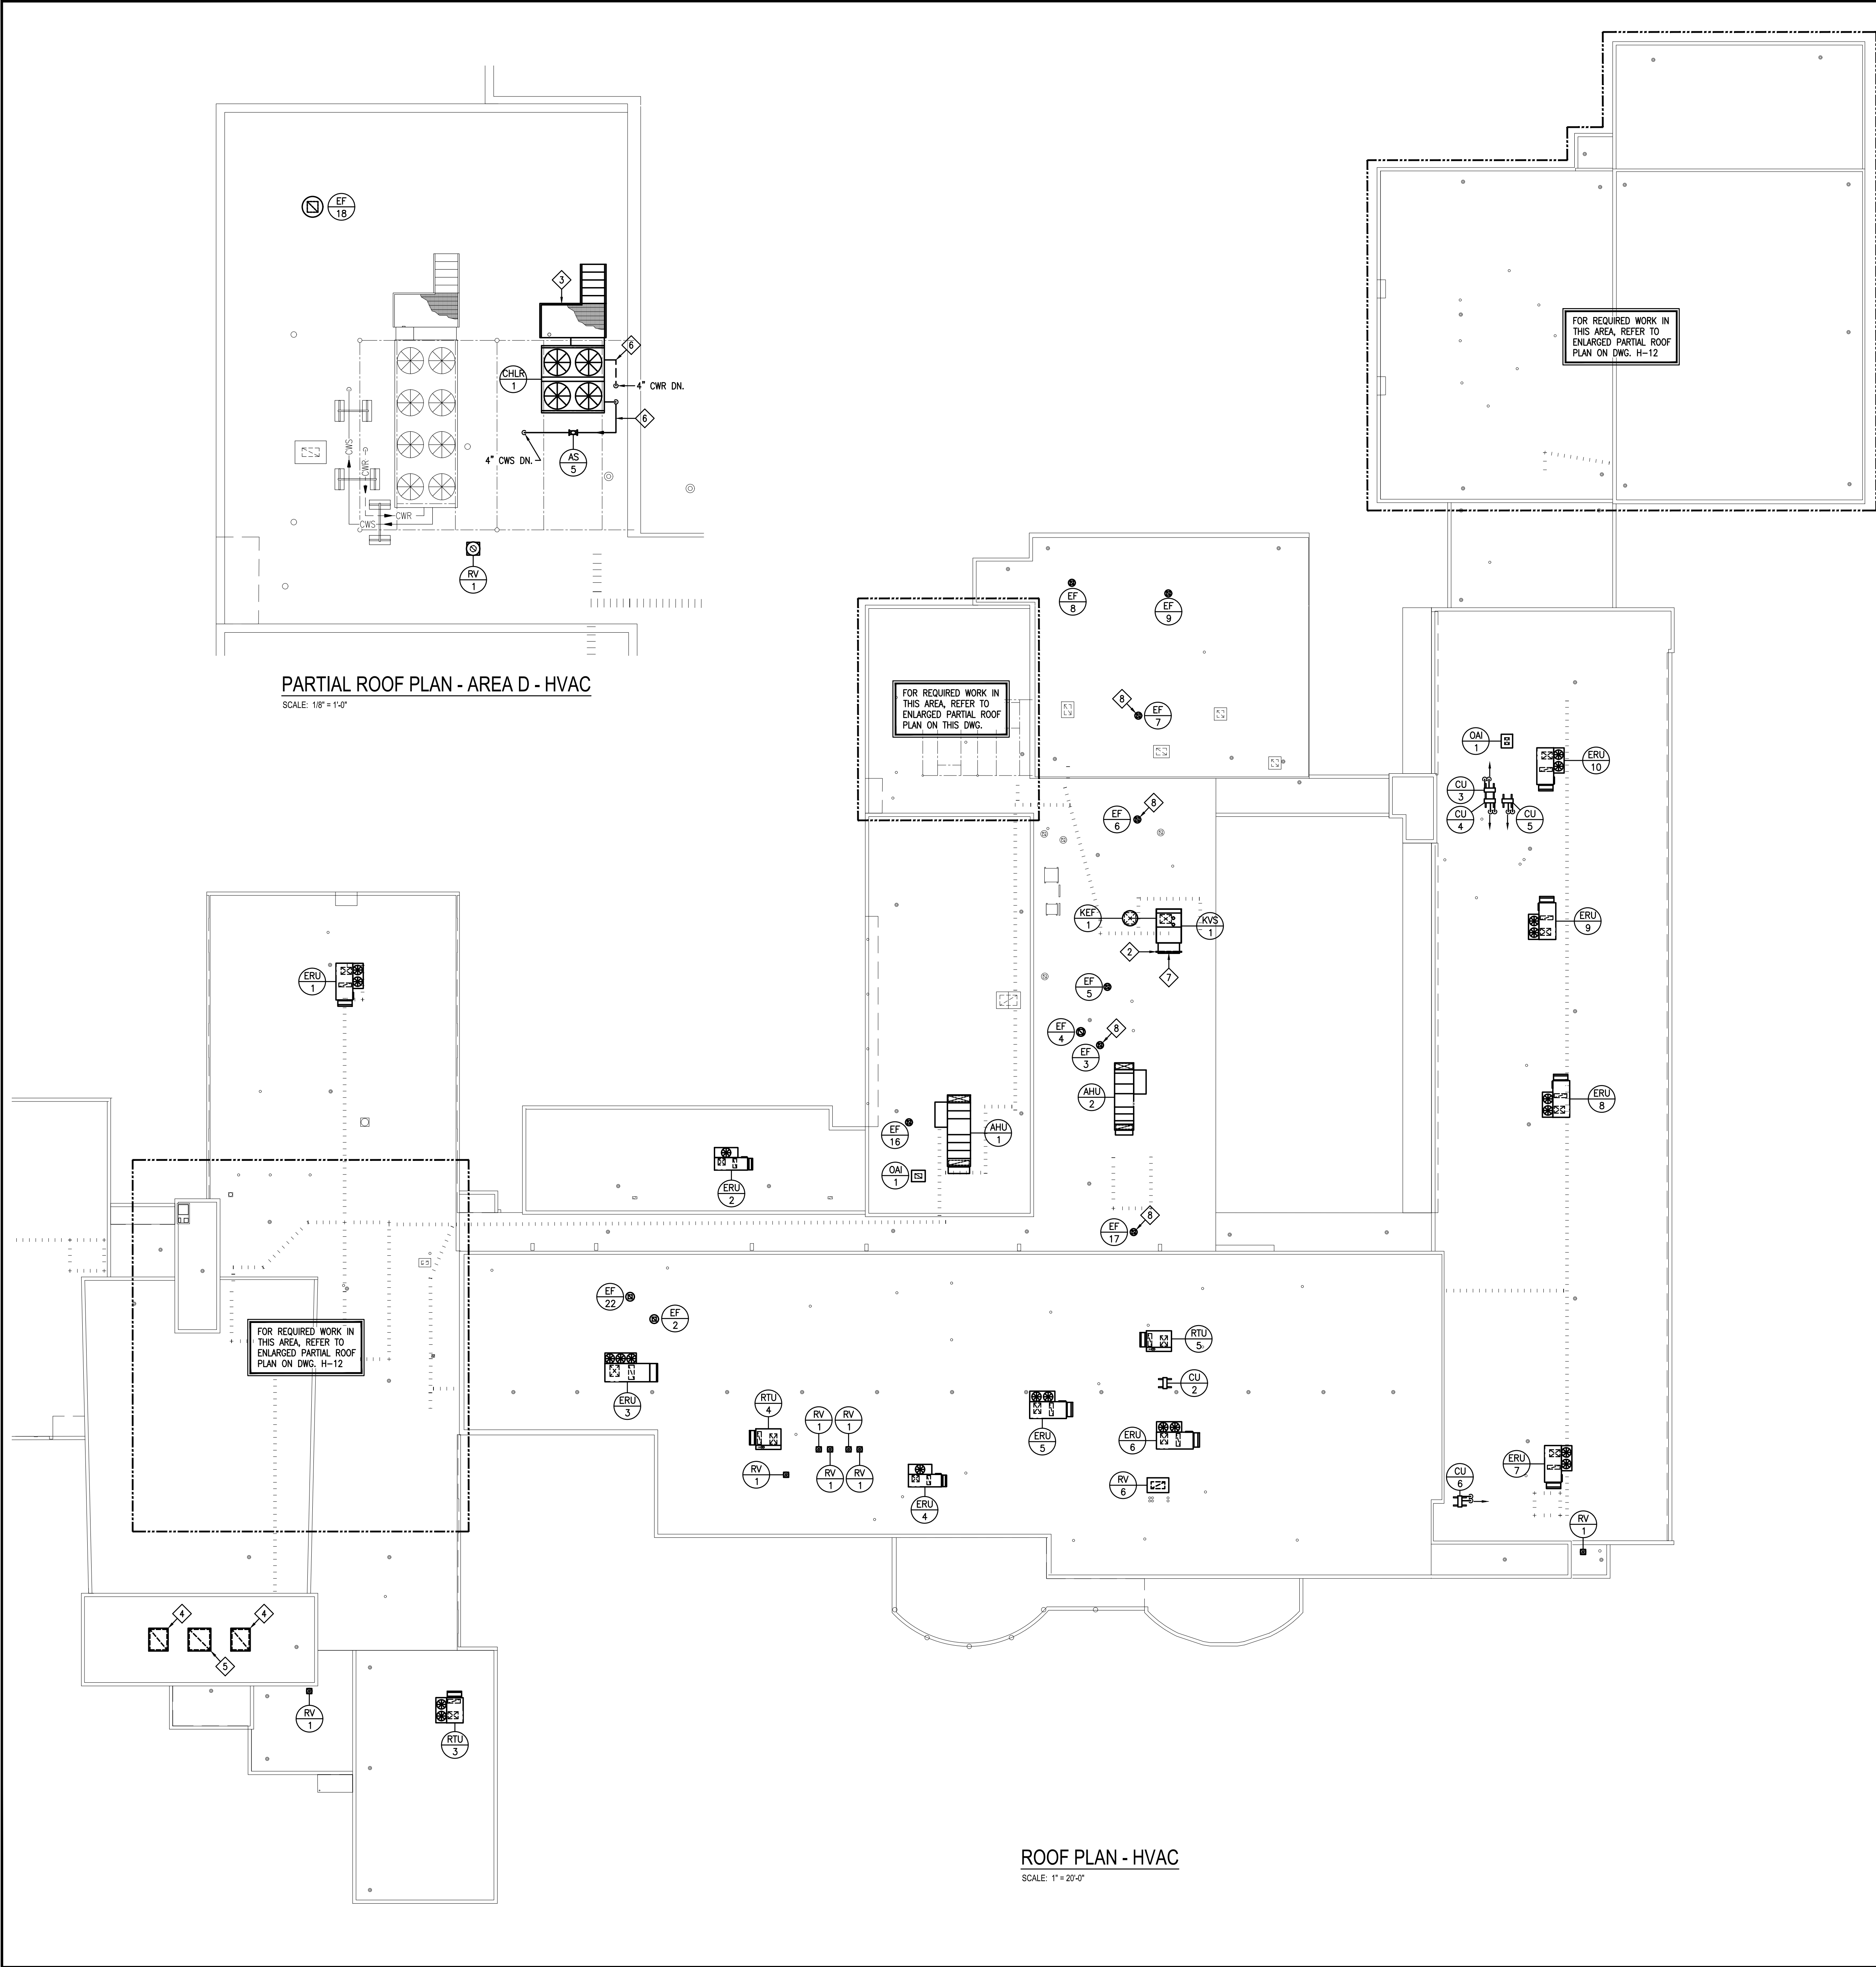 EF
18
3
6
CHLR
1
4" CWR DN.
6
4" CWS DN.
AS
5
CWS
CWR
CWR
CWS
RV
1
PARTIAL ROOF PLAN - AREA D - HVAC
SCALE: 1/8" = 1'-0"
FOR REQUIRED WORK IN
THIS AREA, REFER TO
ENLARGED PARTIAL ROOF
PLAN ON DWG. H-12
EF
8
EF
9
FOR REQUIRED WORK IN
THIS AREA, REFER TO
ENLARGED PARTIAL ROOF
PLAN ON THIS DWG.
8
EF
7
OAI
1
ERU
10
CU
3
CU
4
CU
5
8
EF
6
KEF
1
KVS
1
2
7
ERU
9
ERU
1
EF
5
EF
4
8
EF
3
AHU
2
ERU
8
EF
16
AHU
1
OAI
1
ERU
2
8
EF
17
EF
22
EF
2
FOR REQUIRED WORK IN
THIS AREA, REFER TO
ENLARGED PARTIAL ROOF
PLAN ON DWG. H-12
RTU
5
CU
2
ERU
3
RTU
4
RV
1
RV
1
ERU
5
ERU
6
RV
1
RV
1
RV
1
ERU
4
RV
6
ERU
7
CU
6
RV
1
4
4
5
RV
1
RTU
3
ROOF PLAN - HVAC
SCALE: 1" = 20'-0"